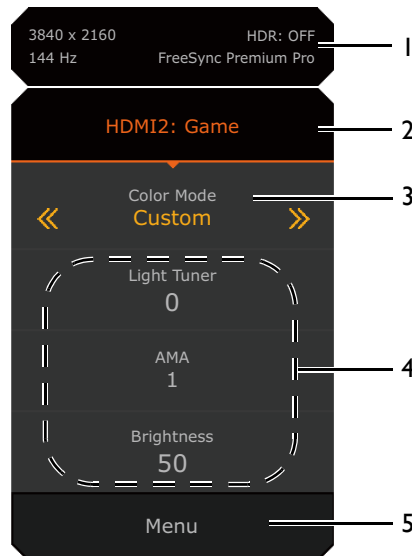 3840 x 2160 HDR: OFF
144 Hz FreeSync Premium Pro
1
HDMI2: Game
2
Color Mode
3
Custom
Light Tuner
0
AMA
1
4
Brightness
50
Menu
5